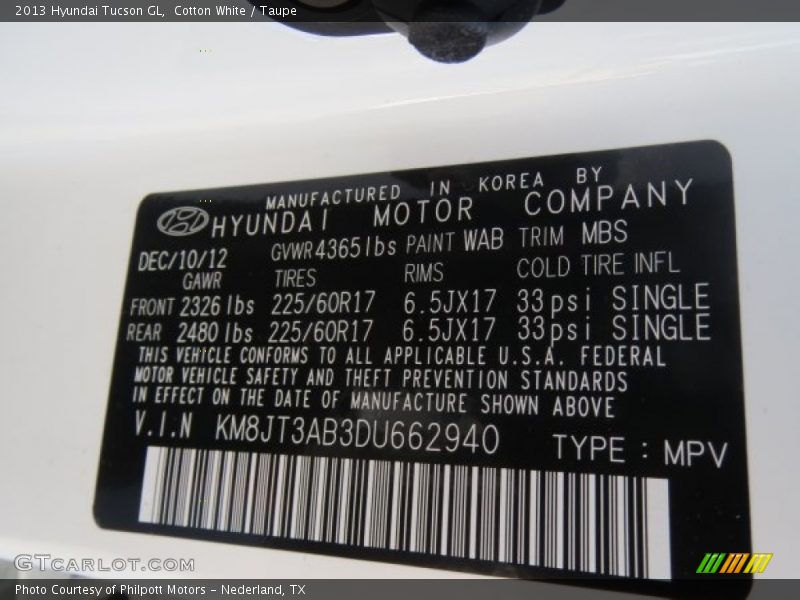 2013 Hyundai Tucson GL, Cotton White / Taupe
MANUFACTURED IN KOREA BY
HYUNDAI MOTOR COMPANY
DEC/10/12 GVWR 4365 lbs PAINT WAB TRIM MBS
GAWR TIRES RIMS COLD TIRE INFL
FRONT 2326 lbs 225/60R17 6.5JX17 33 psi SINGLE
REAR 2480 lbs 225/60R17 6.5JX17 33 psi SINGLE
THIS VEHICLE CONFORMS TO ALL APPLICABLE U.S.A. FEDERAL
MOTOR VEHICLE SAFETY AND THEFT PREVENTION STANDARDS
IN EFFECT ON THE DATE OF MANUFACTURE SHOWN ABOVE
V.I.N KM8JT3AB3DU662940 TYPE : MPV
GTCARLOT.COM
Photo Courtesy of Philpott Motors - Nederland, TX